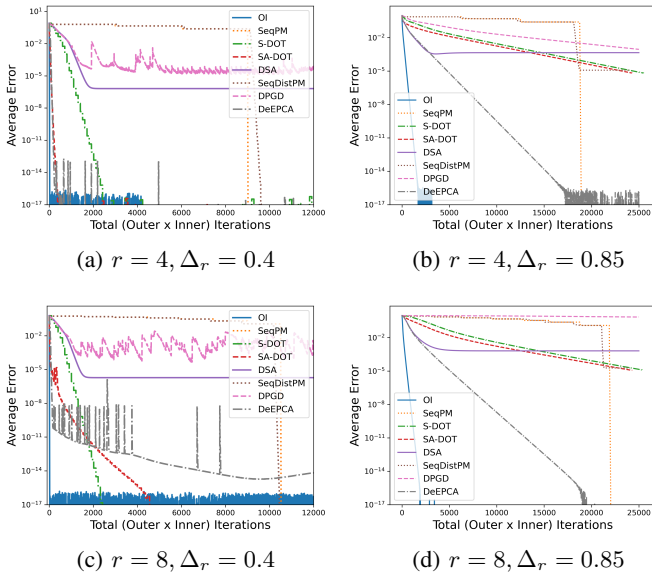 Average Error
10^1
10^-2
10^-5
10^-8
10^-11
10^-14
10^-17
0 2000 4000 6000 8000 10000 12000
Total (Outer x Inner) Iterations
OI
SeqPM
S-DOT
SA-DOT
DSA
SeqDistPM
DPGD
DeEPCA
(a) r = 4, Δ_r = 0.4
Average Error
10^-2
10^-5
10^-8
10^-11
10^-14
10^-17
0 5000 10000 15000 20000 25000
Total (Outer x Inner) Iterations
OI
SeqPM
S-DOT
SA-DOT
DSA
SeqDistPM
DPGD
DeEPCA
(b) r = 4, Δ_r = 0.85
Average Error
10^-2
10^-5
10^-8
10^-11
10^-14
10^-17
0 2000 4000 6000 8000 10000 12000
Total (Outer x Inner) Iterations
OI
SeqPM
S-DOT
SA-DOT
DSA
SeqDistPM
DPGD
DeEPCA
(c) r = 8, Δ_r = 0.4
Average Error
10^-2
10^-5
10^-8
10^-11
10^-14
10^-17
0 5000 10000 15000 20000 25000
Total (Outer x Inner) Iterations
OI
SeqPM
S-DOT
SA-DOT
DSA
SeqDistPM
DPGD
DeEPCA
(d) r = 8, Δ_r = 0.85